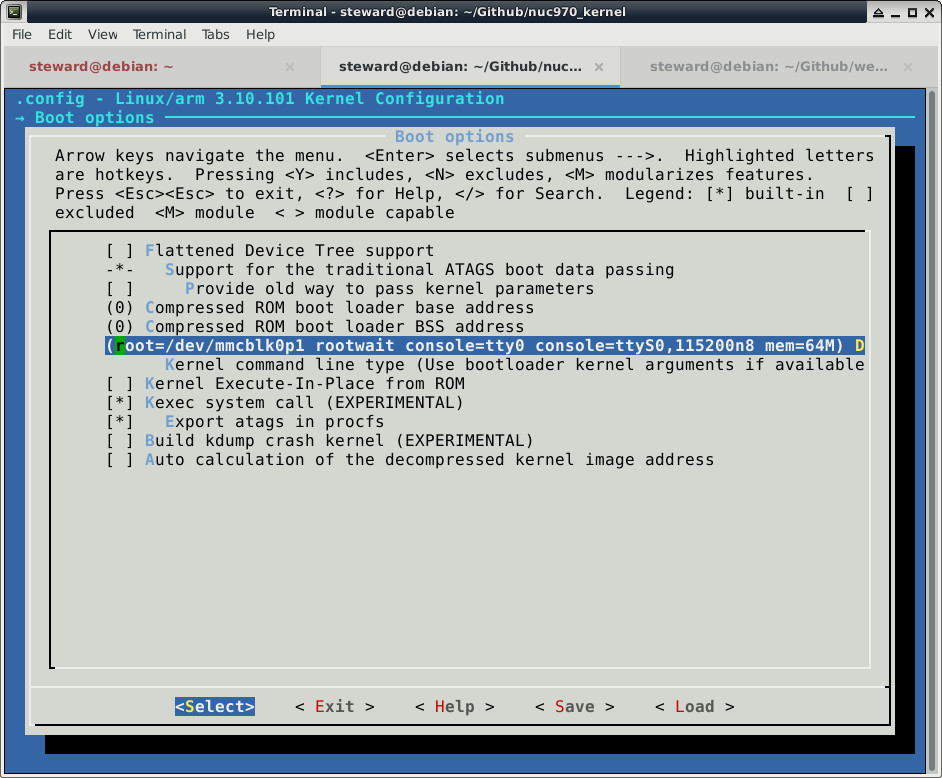 Terminal - steward@debian: ~/Github/nuc970_kernel
File Edit View Terminal Tabs Help
steward@debian: ~ × steward@debian: ~/Github/nuc... × steward@debian: ~/Github/we... ×
.config - Linux/arm 3.10.101 Kernel Configuration
→ Boot options
Boot options
Arrow keys navigate the menu. <Enter> selects submenus --->. Highlighted letters
are hotkeys. Pressing <Y> includes, <N> excludes, <M> modularizes features.
Press <Esc><Esc> to exit, <?> for Help, </> for Search. Legend: [*] built-in [ ]
excluded <M> module < > module capable
[ ] Flattened Device Tree support
-*- Support for the traditional ATAGS boot data passing
[ ] Provide old way to pass kernel parameters
(0) Compressed ROM boot loader base address
(0) Compressed ROM boot loader BSS address
(root=/dev/mmcblk0p1 rootwait console=tty0 console=ttyS0,115200n8 mem=64M) D
Kernel command line type (Use bootloader kernel arguments if available
[ ] Kernel Execute-In-Place from ROM
[*] Kexec system call (EXPERIMENTAL)
[*] Export atags in procfs
[ ] Build kdump crash kernel (EXPERIMENTAL)
[ ] Auto calculation of the decompressed kernel image address
<Select> < Exit > < Help > < Save > < Load >